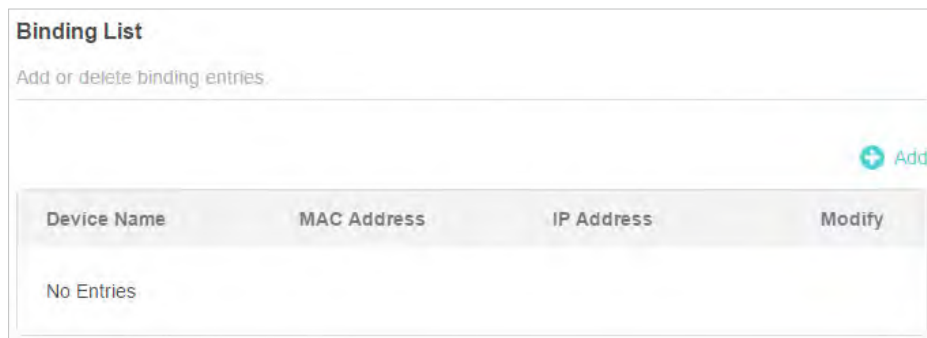 Binding List
Add or delete binding entries.
Add
Device Name MAC Address IP Address Modify
No Entries